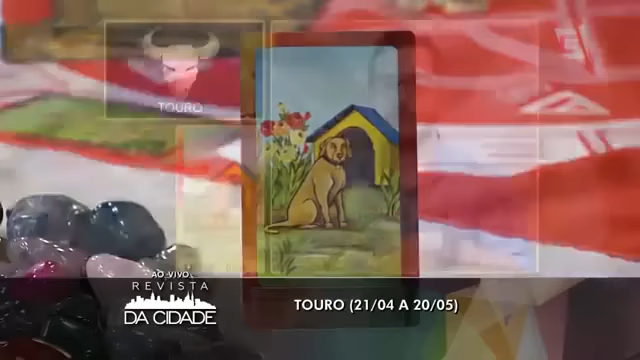 TOURO
AO VIVO
REVISTA
DA CIDADE
TOURO (21/04 A 20/05)